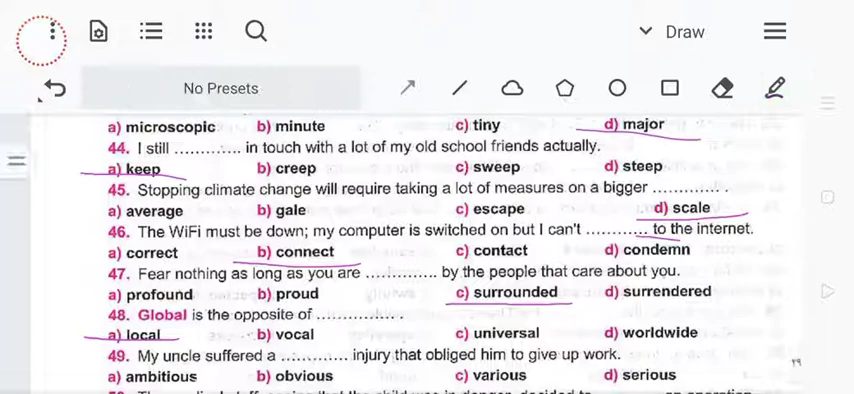 Draw
No Presets
a) microscopic b) minute c) tiny d) major
44. I still ............ in touch with a lot of my old school friends actually.
a) keep b) creep c) sweep d) steep
45. Stopping climate change will require taking a lot of measures on a bigger ............. .
a) average b) gale c) escape d) scale
46. The WiFi must be down; my computer is switched on but I can't ............ to the internet.
a) correct b) connect c) contact d) condemn
47. Fear nothing as long as you are ............. by the people that care about you.
a) profound b) proud c) surrounded d) surrendered
48. Global is the opposite of ................ .
a) local b) vocal c) universal d) worldwide
49. My uncle suffered a ............ injury that obliged him to give up work.
٢٩
a) ambitious b) obvious c) various d) serious